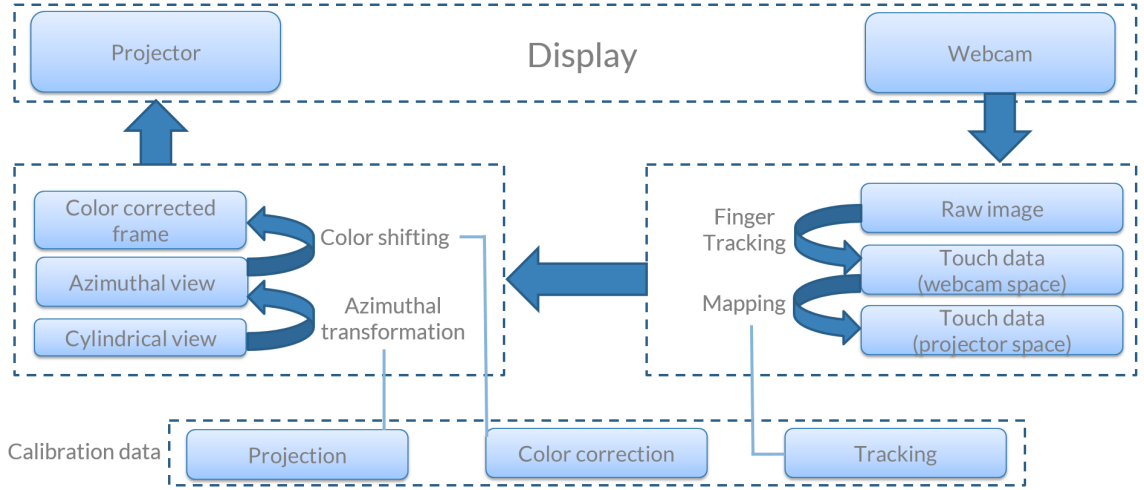 Projector
Display
Webcam
Color corrected
frame
Color shifting
Azimuthal view
Azimuthal
transformation
Cylindrical view
Finger
Tracking
Raw image
Touch data
(webcam space)
Mapping
Touch data
(projector space)
Calibration data
Projection
Color correction
Tracking